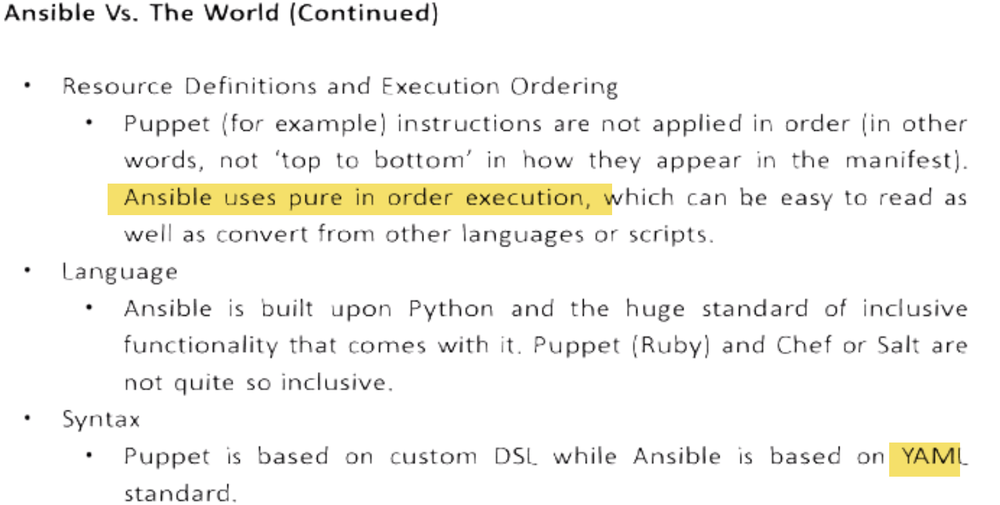 Ansible Vs. The World (Continued)
• Resource Definitions and Execution Ordering
• Puppet (for example) instructions are not applied in order (in other
words, not ‘top to bottom’ in how they appear in the manifest).
Ansible uses pure in order execution, which can be easy to read as
well as convert from other languages or scripts.
• Language
• Ansible is built upon Python and the huge standard of inclusive
functionality that comes with it. Puppet (Ruby) and Chef or Salt are
not quite so inclusive.
• Syntax
• Puppet is based on custom DSL while Ansible is based on YAML
standard.